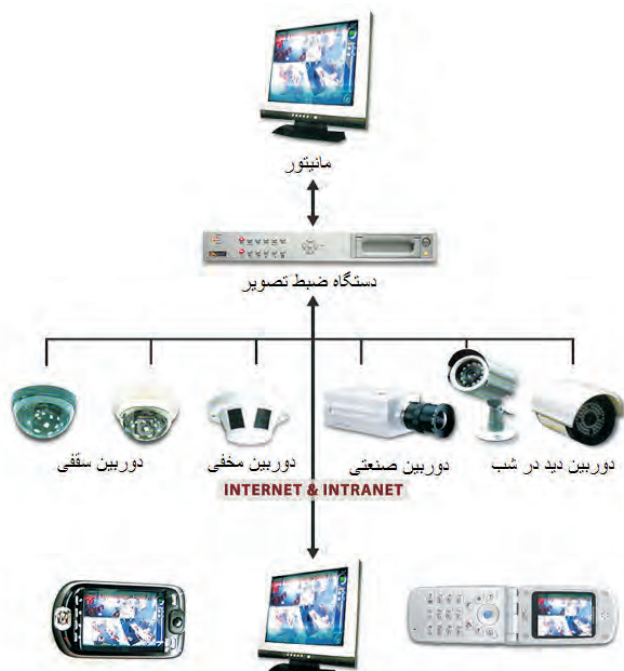 مانیتور
دستگاه ضبط تصویر
دوربین دید در شب
دوربین صنعتی
دوربین مخفی
دوربین سقفی
INTERNET & INTRANET